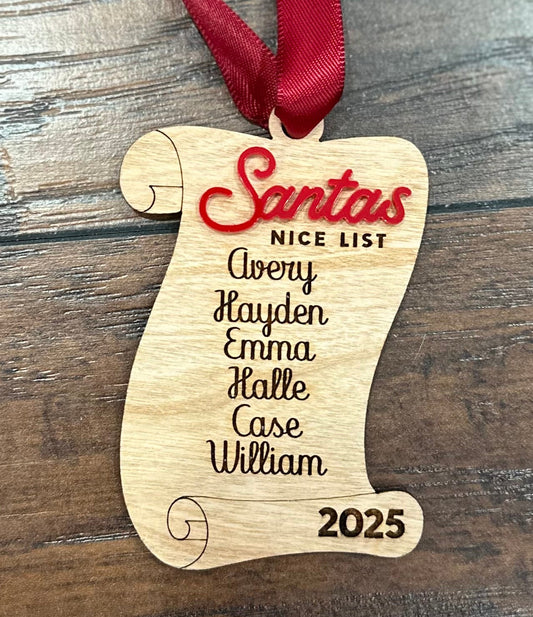 Santas
NICE LIST
Avery
Hayden
Emma
Halle
Case
William
2025